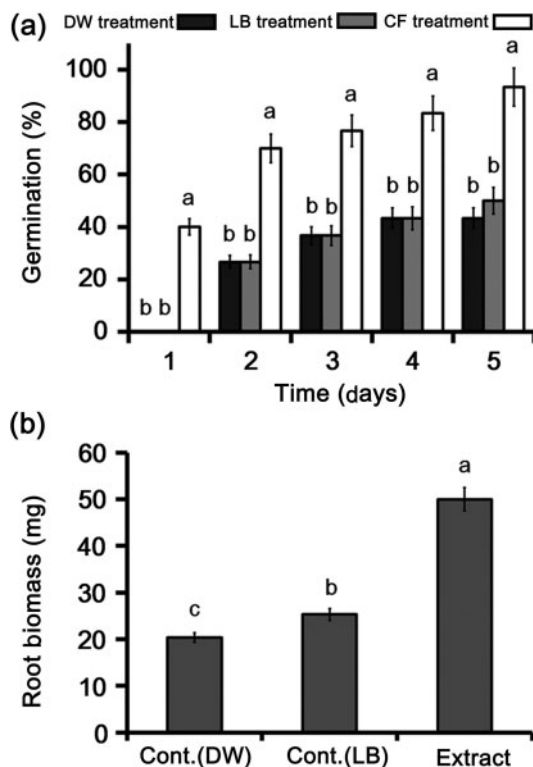 (a) DW treatment LB treatment CF treatment
100
80
60
40
20
0
Germination (%)
b b a
b b a
b b a
b b a
b b a
1 2 3 4 5
Time (days)
(b)
60
50
40
30
20
10
0
Root biomass (mg)
c b a
Cont.(DW) Cont.(LB) Extract